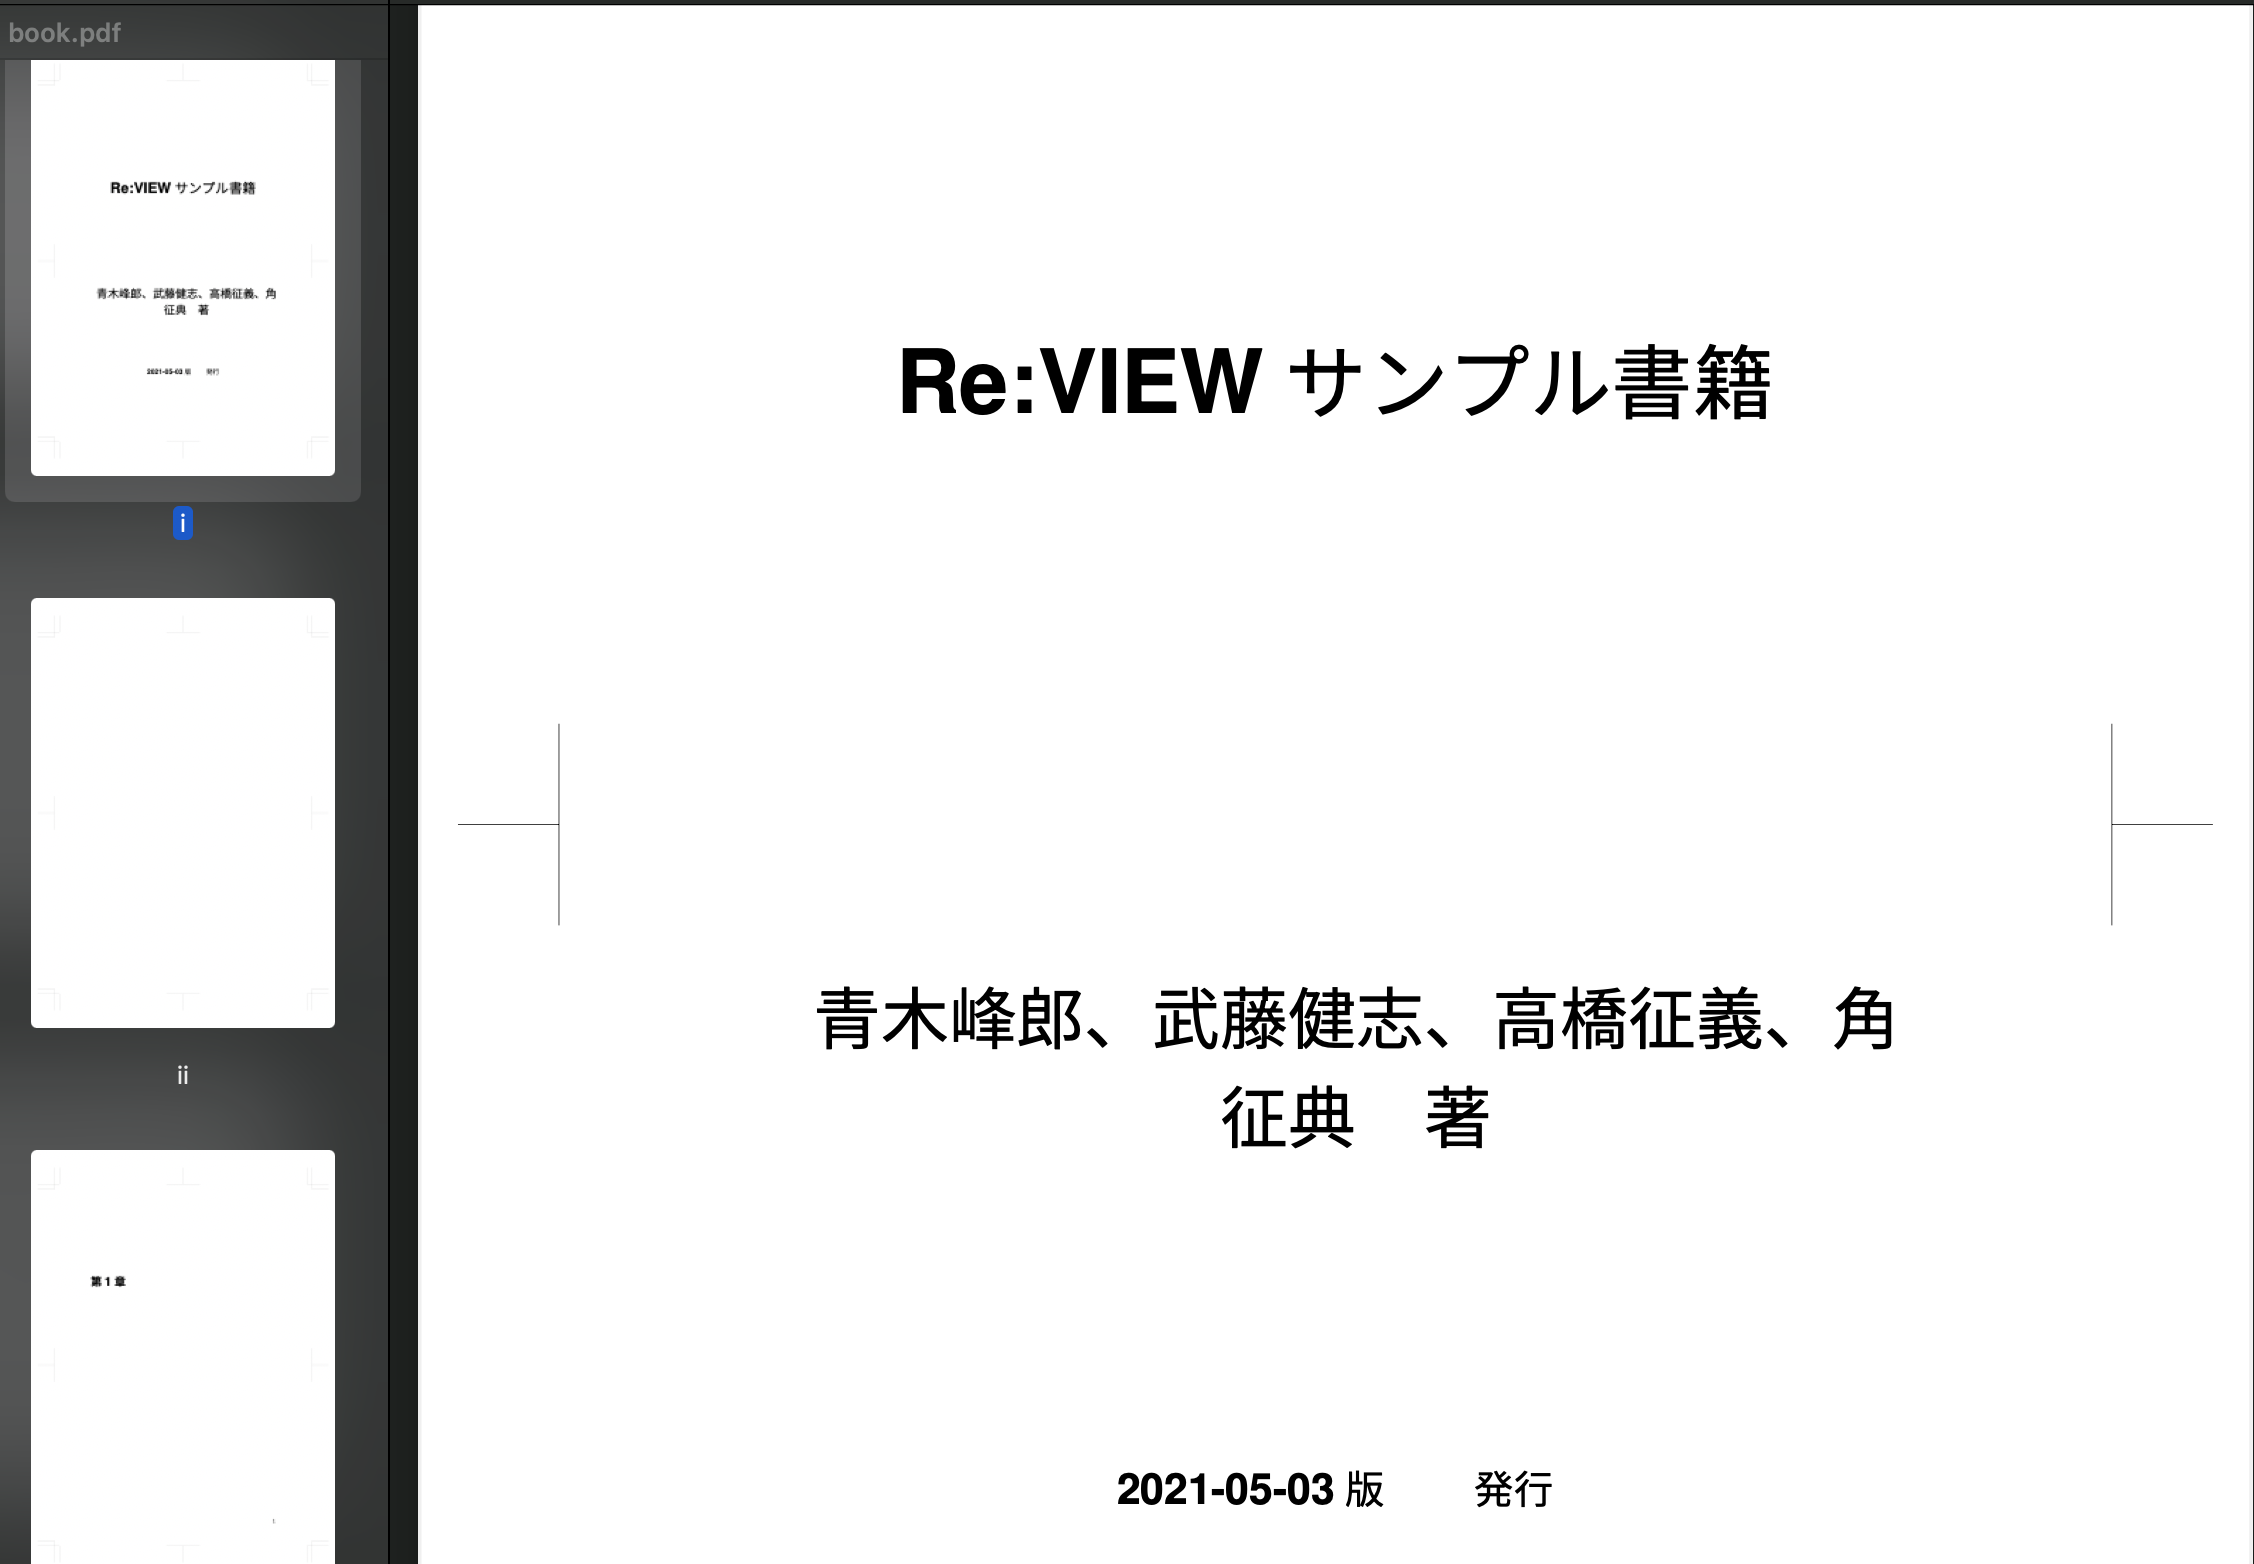 book.pdf
Re:VIEW サンプル書籍
青木峰郎、武藤健志、高橋征義、角
征典　著
2021-05-03 版　　発行
i
ii
第 1 章
1
Re:VIEW サンプル書籍
青木峰郎、武藤健志、高橋征義、角
征典　著
2021-05-03 版　　発行